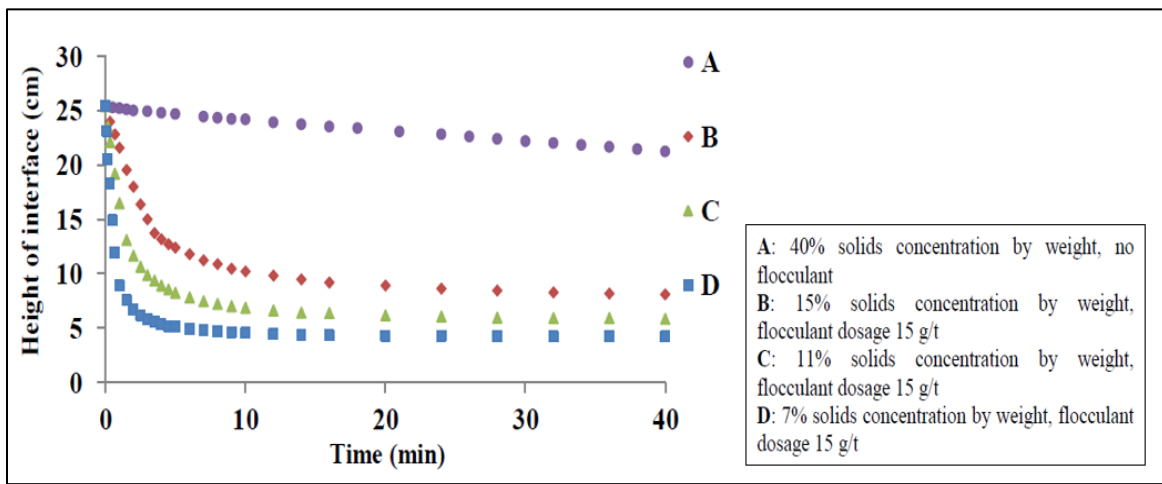 30
25
20
15
10
5
0
Height of interface (cm)
0
10
20
30
40
Time (min)
A
B
C
D
A: 40% solids concentration by weight, no
flocculant
B: 15% solids concentration by weight,
flocculant dosage 15 g/t
C: 11% solids concentration by weight,
flocculant dosage 15 g/t
D: 7% solids concentration by weight, flocculant
dosage 15 g/t